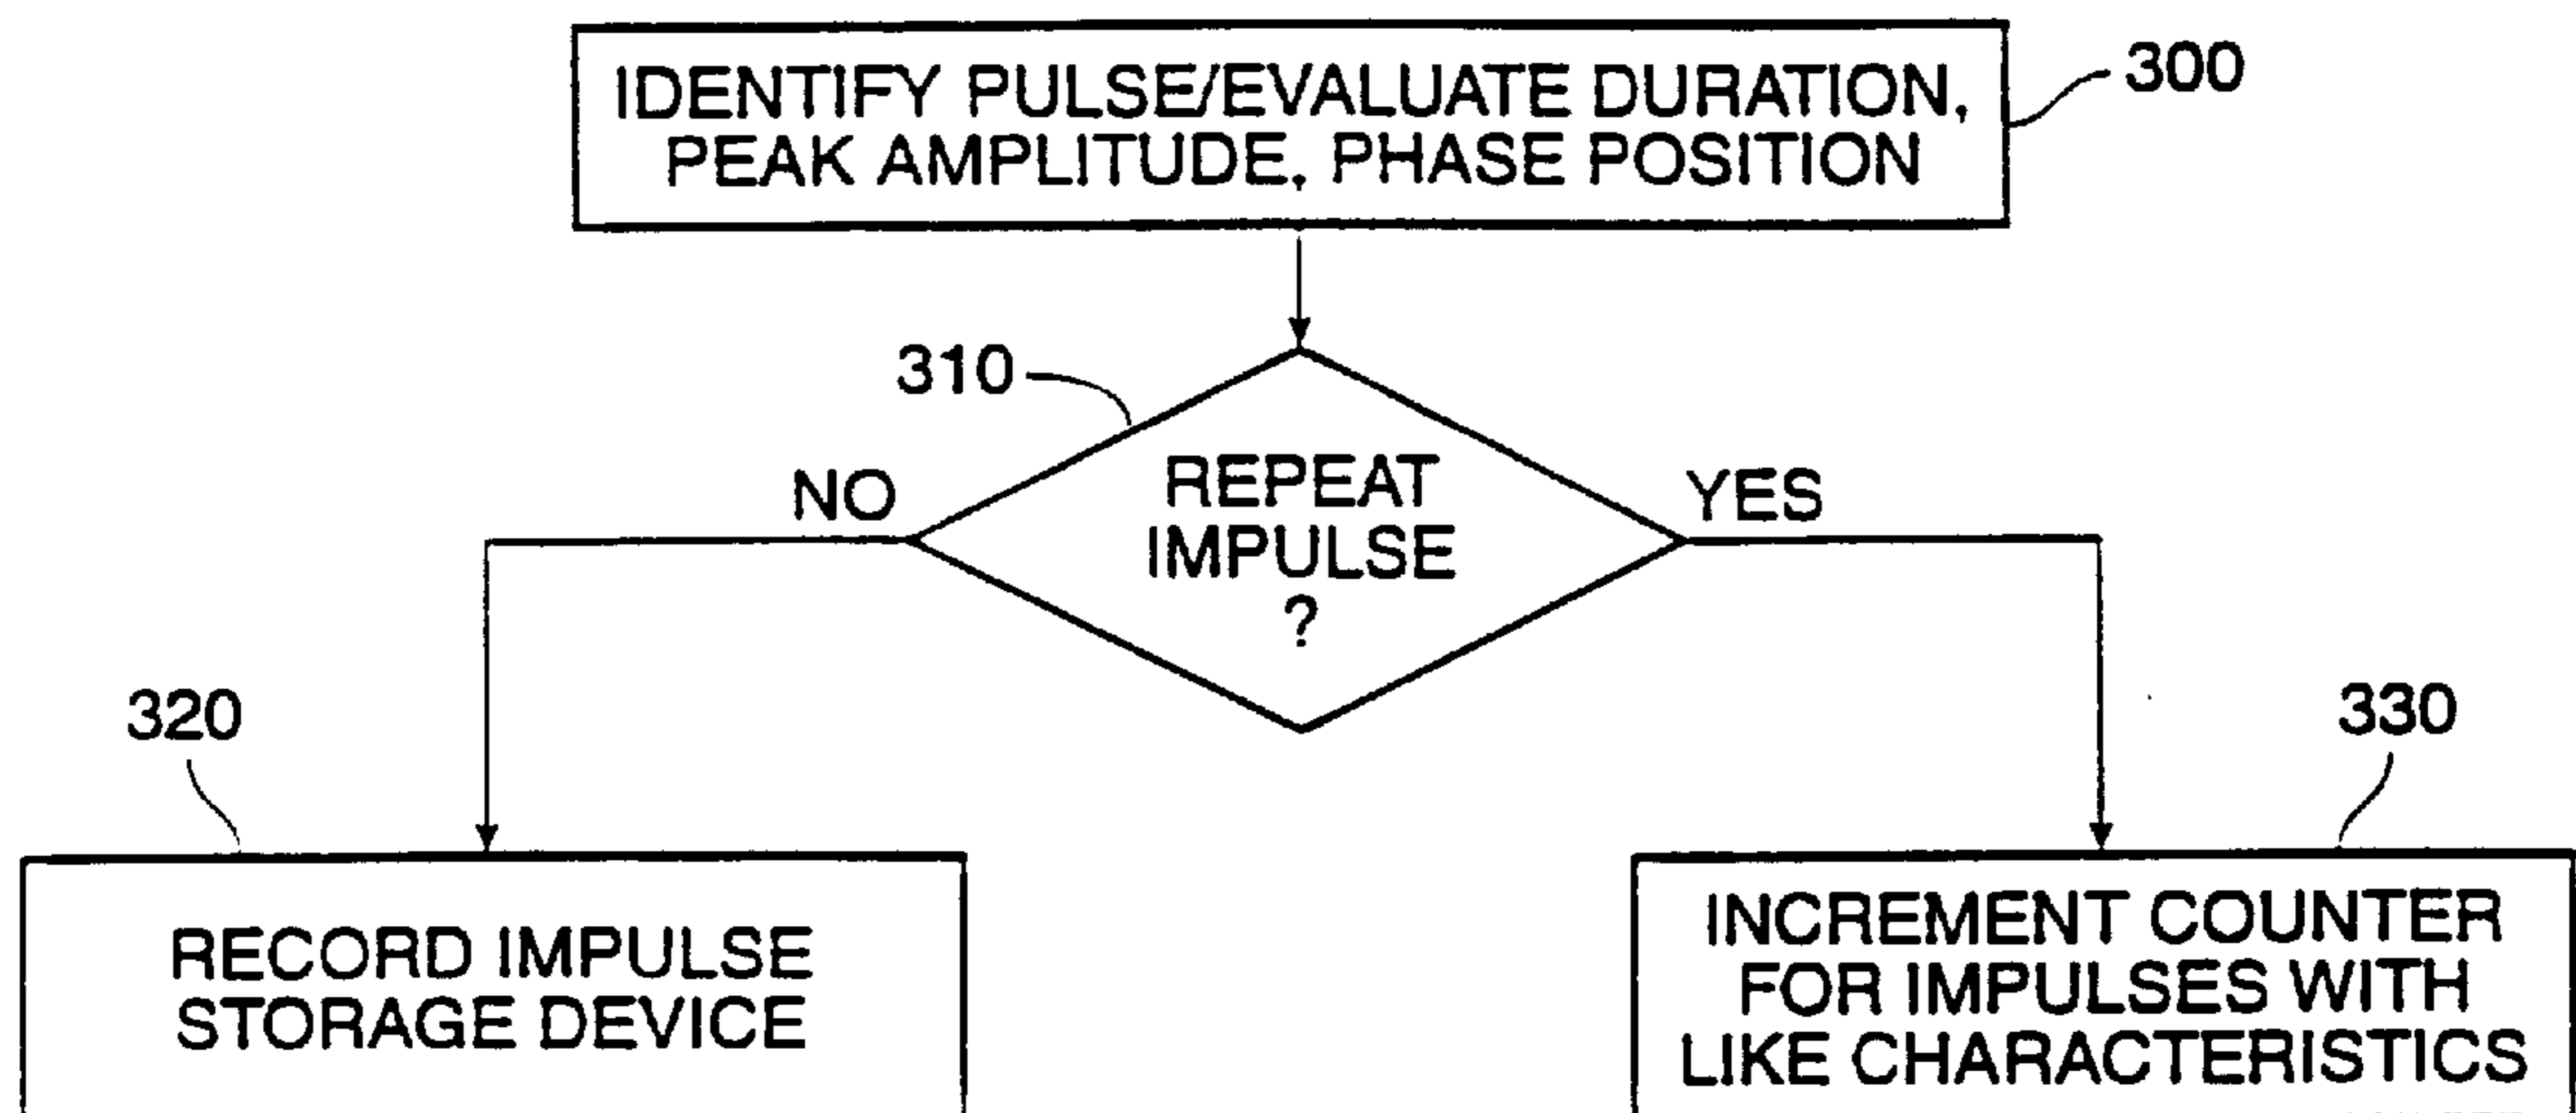 IDENTIFY PULSE/EVALUATE DURATION,
PEAK AMPLITUDE, PHASE POSITION
300
310
NO
REPEAT
IMPULSE
?
YES
320
330
RECORD IMPULSE
STORAGE DEVICE
INCREMENT COUNTER
FOR IMPULSES WITH
LIKE CHARACTERISTICS